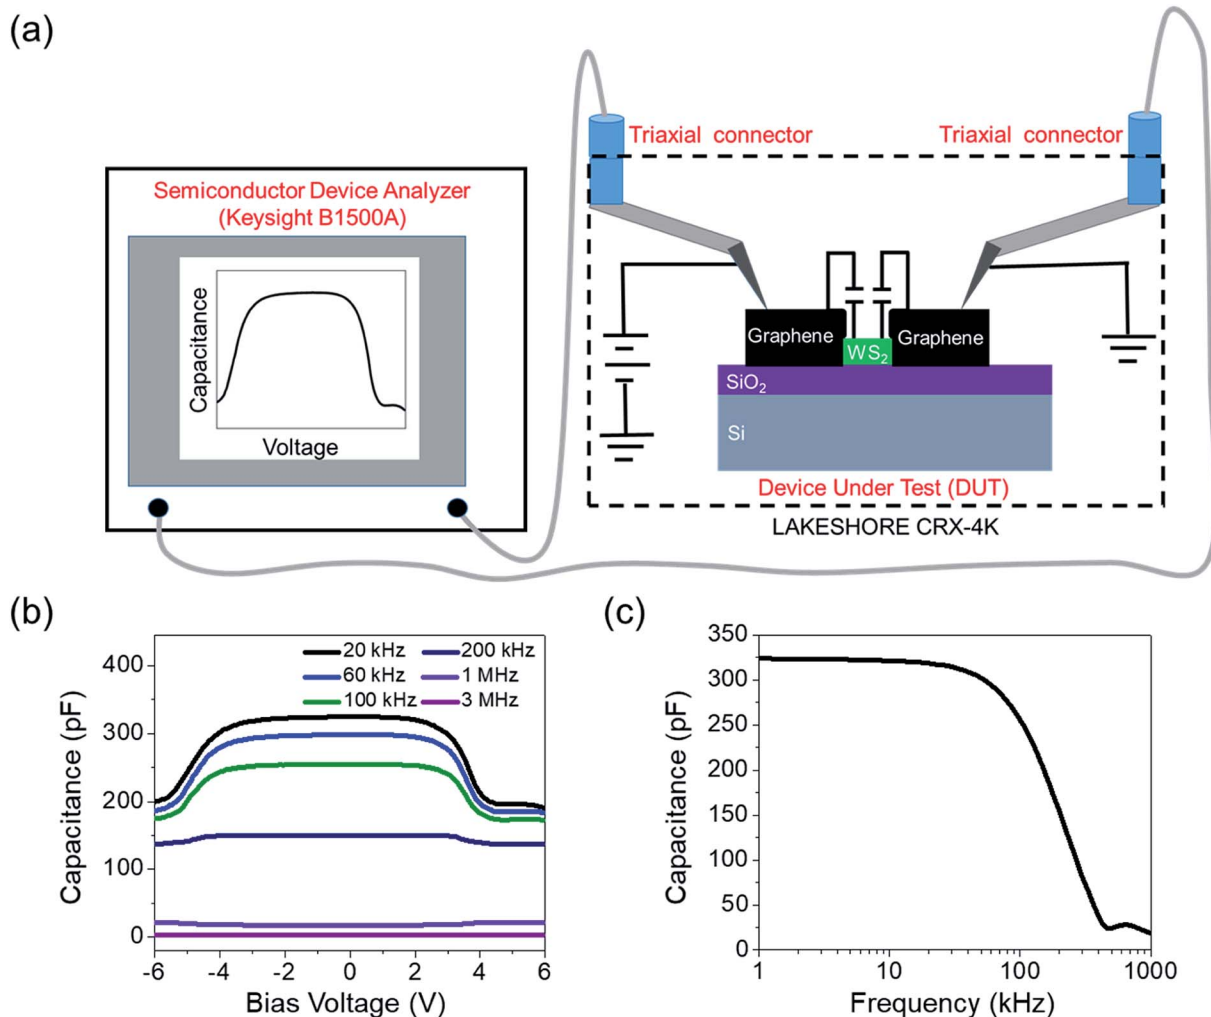 (a)
Triaxial connector
Triaxial connector
Semiconductor Device Analyzer
(Keysight B1500A)
Capacitance
Voltage
Graphene
WS2
Graphene
SiO2
Si
Device Under Test (DUT)
LAKESHORE CRX-4K
(b)
20 kHz
200 kHz
60 kHz
1 MHz
100 kHz
3 MHz
Capacitance (pF)
400
300
200
100
0
-6 -4 -2 0 2 4 6
Bias Voltage (V)
(c)
Capacitance (pF)
350
300
250
200
150
100
50
0
1 10 100 1000
Frequency (kHz)